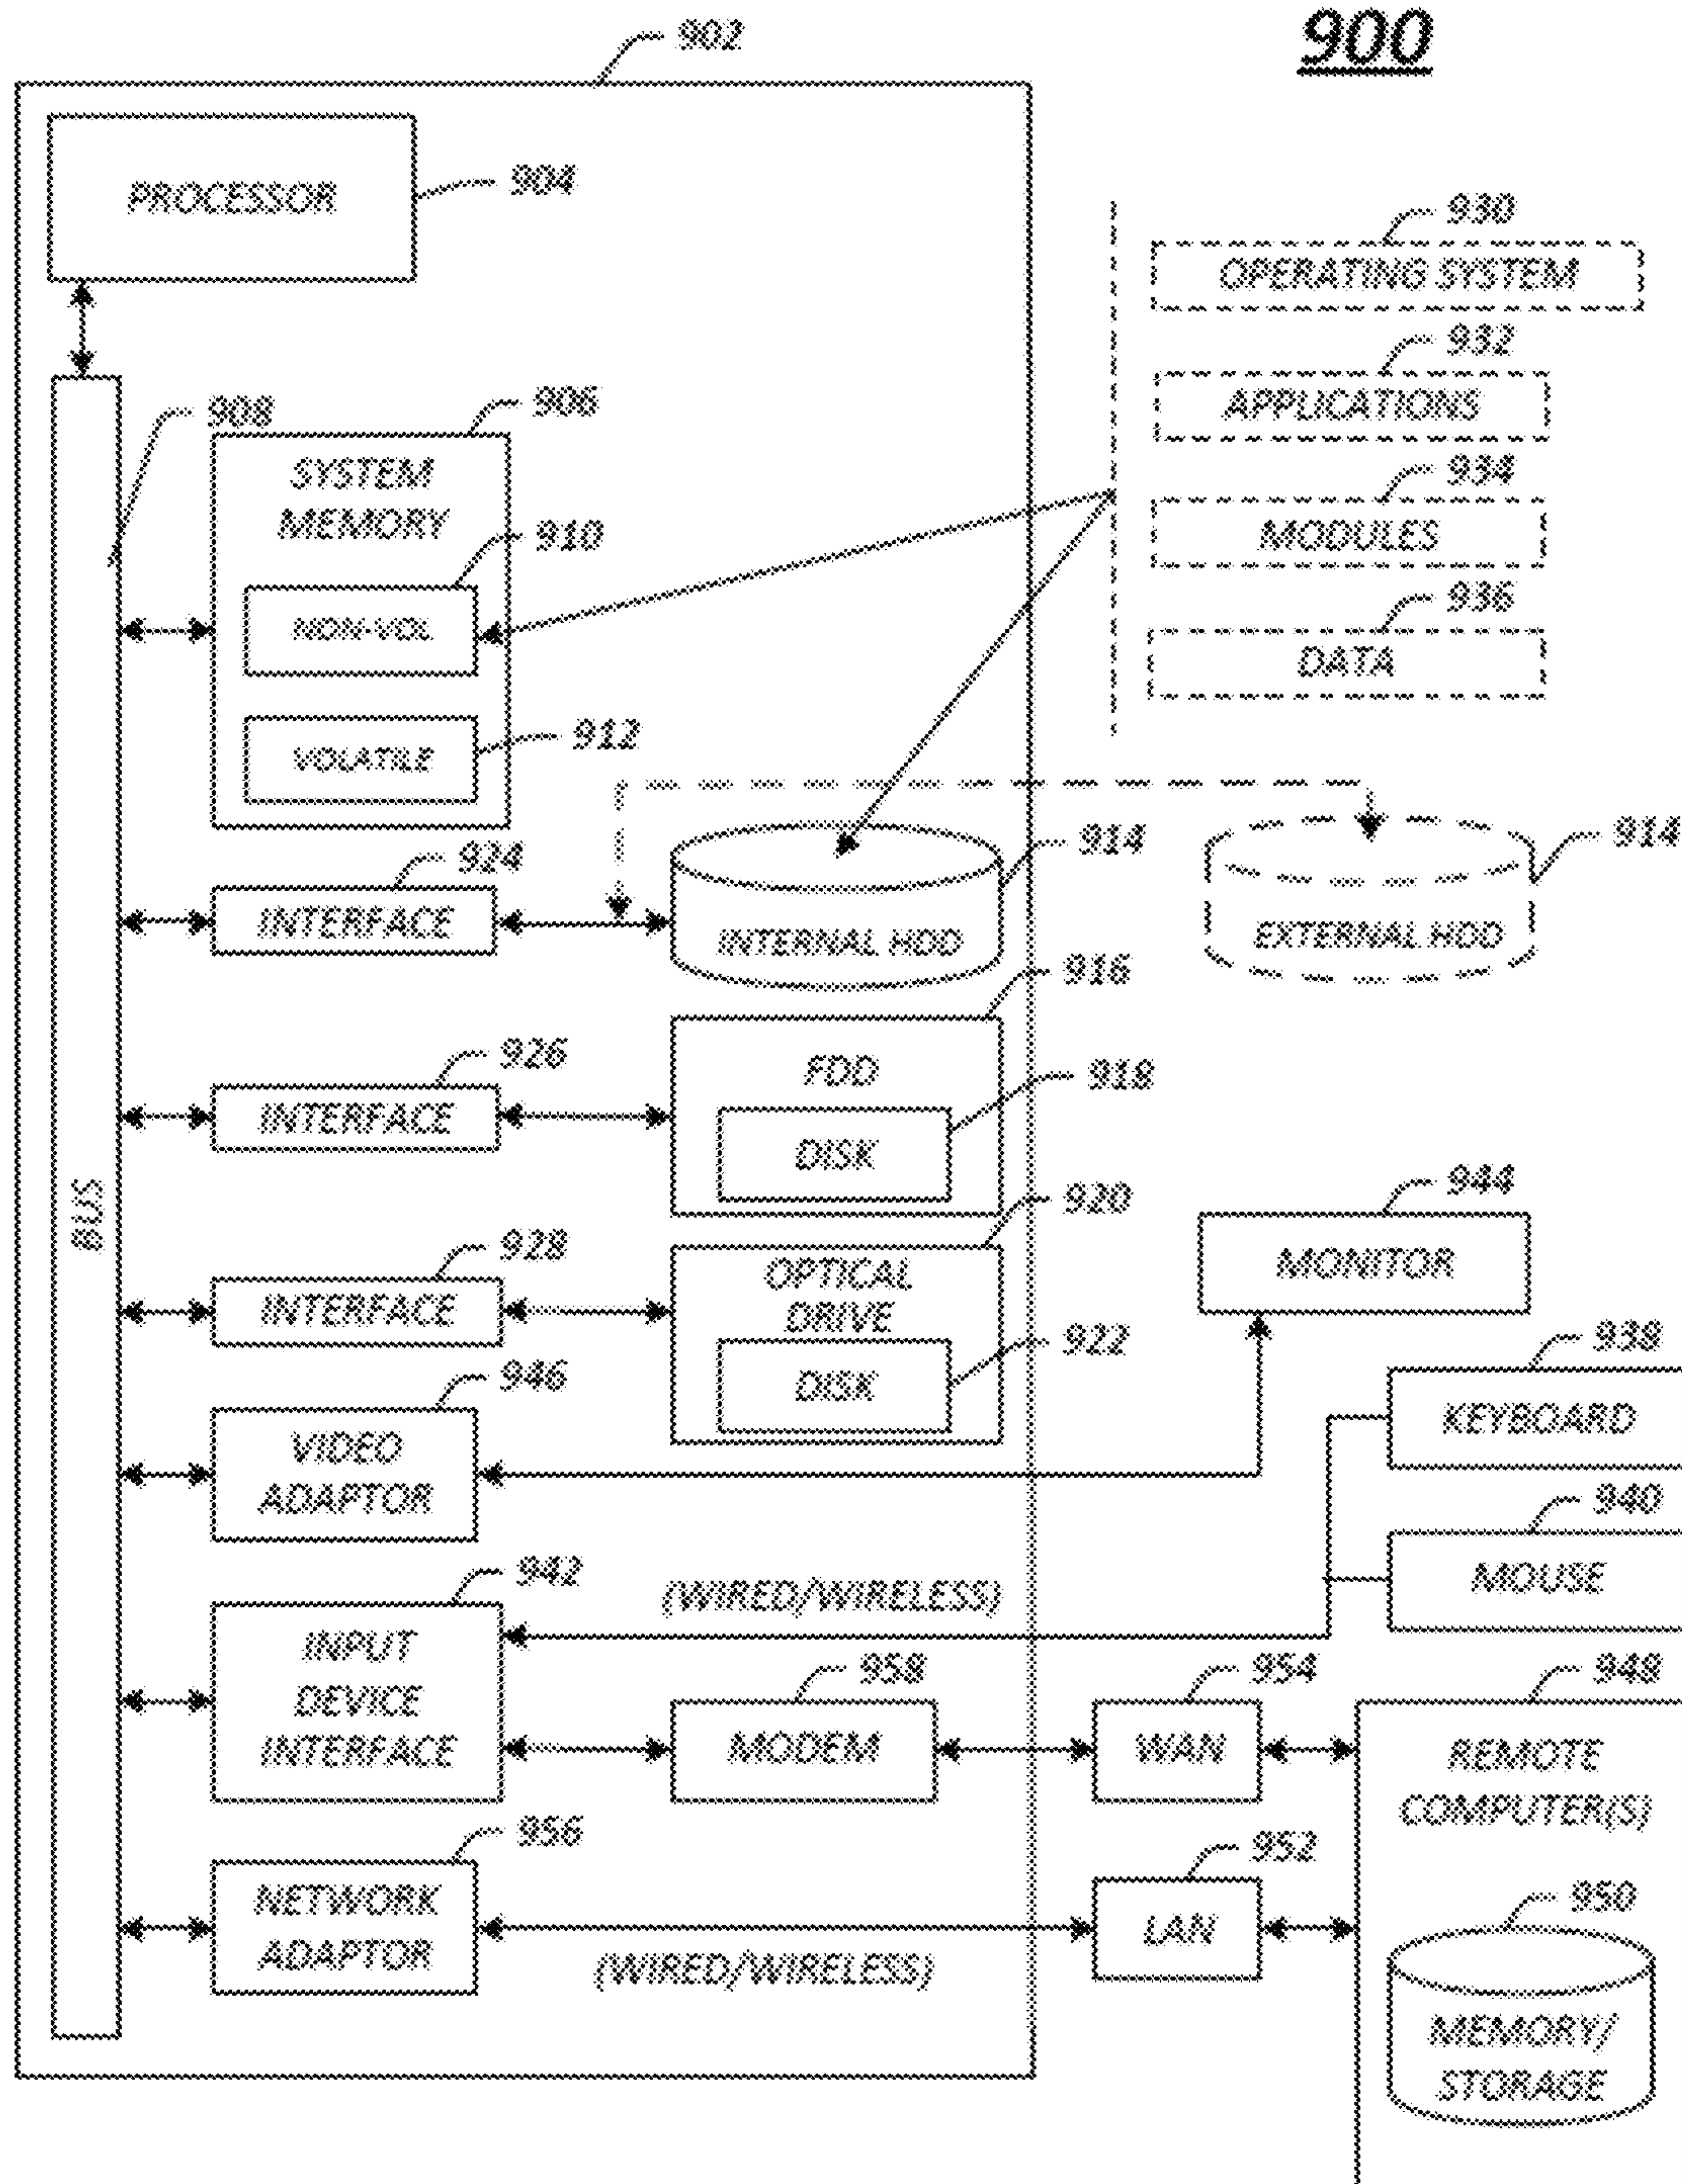 900
902
PROCESSOR
904
930
OPERATING SYSTEM
932
APPLICATIONS
934
MODULES
936
DATA
908
906
SYSTEM
MEMORY
910
NON-VOL
912
VOLATILE
924
INTERFACE
914
INTERNAL HDD
914
EXTERNAL HDD
916
926
INTERFACE
FDD
918
DISK
BUS
920
928
INTERFACE
OPTICAL
DRIVE
922
DISK
944
MONITOR
938
KEYBOARD
946
VIDEO
ADAPTOR
940
MOUSE
942
(WIRED/WIRELESS)
INPUT
DEVICE
INTERFACE
958
MODEM
954
WAN
948
REMOTE
COMPUTER(S)
956
NETWORK
ADAPTOR
(WIRED/WIRELESS)
952
LAN
950
MEMORY/
STORAGE